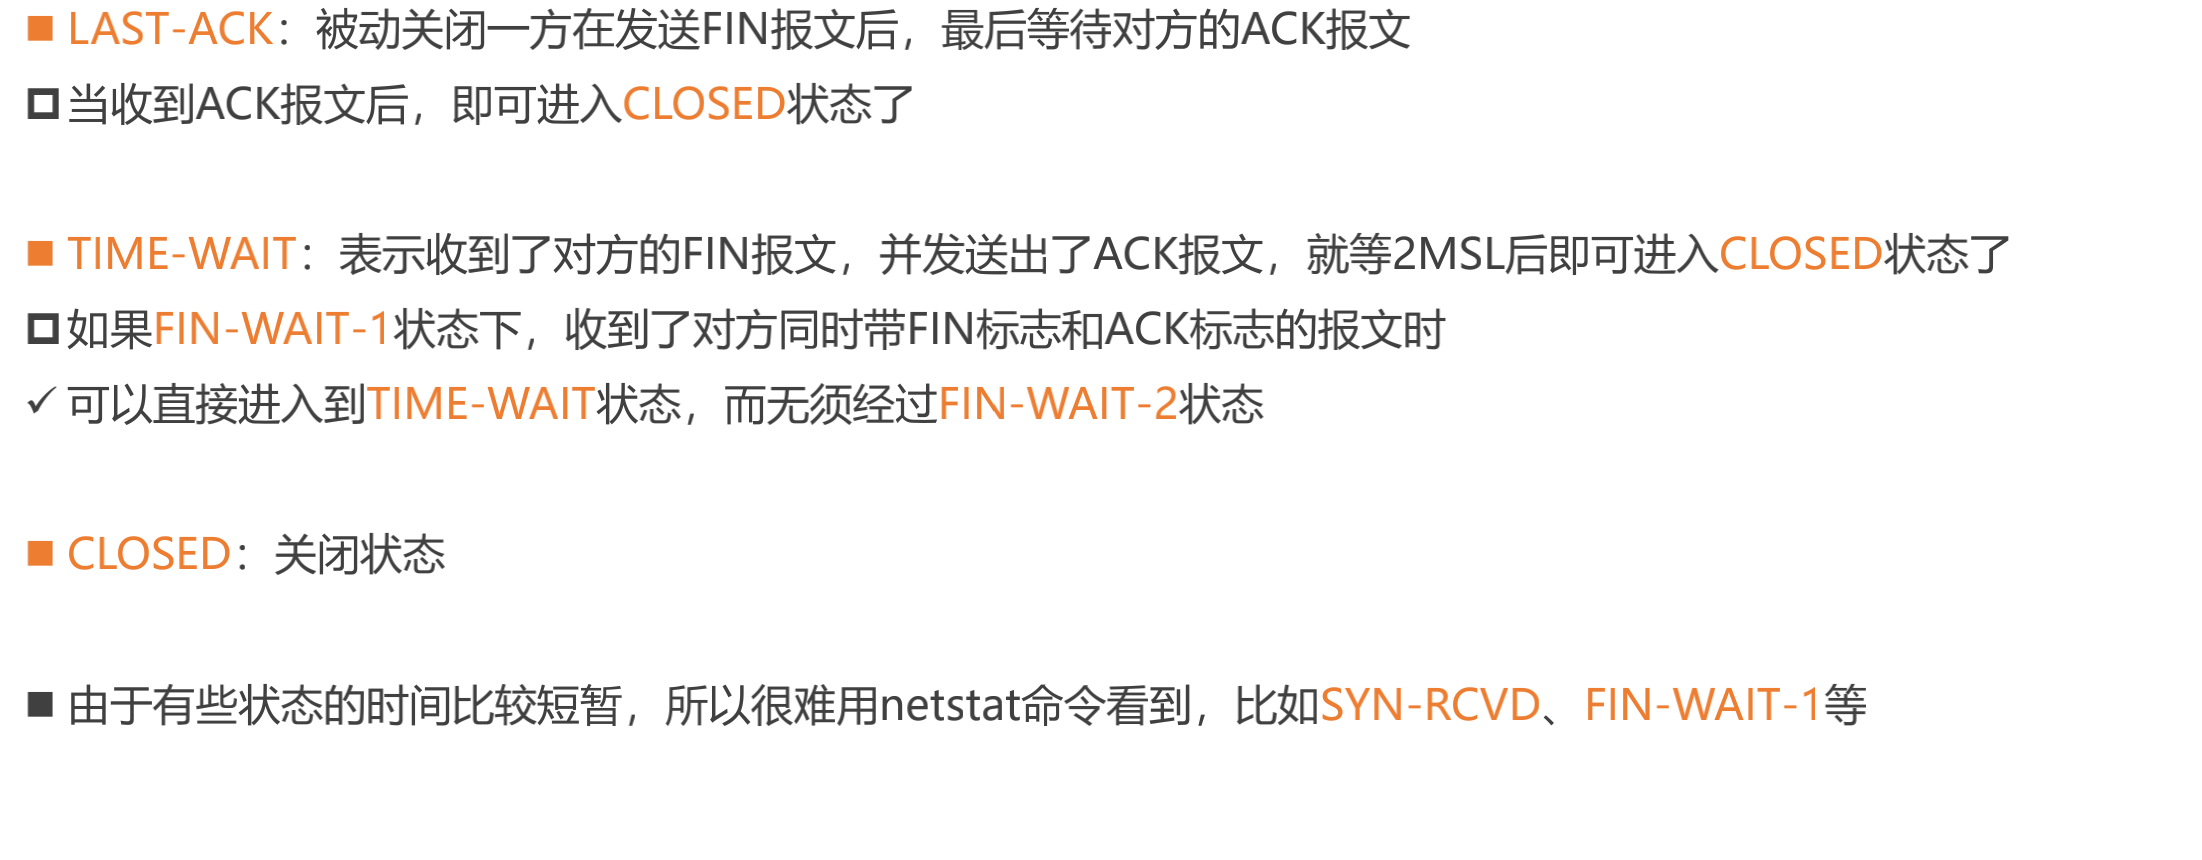 LAST-ACK：被动关闭一方在发送FIN报文后，最后等待对方的ACK报文
当收到ACK报文后，即可进入CLOSED状态了
TIME-WAIT：表示收到了对方的FIN报文，并发送出了ACK报文，就等2MSL后即可进入CLOSED状态了
如果FIN-WAIT-1状态下，收到了对方同时带FIN标志和ACK标志的报文时
✓ 可以直接进入到TIME-WAIT状态，而无须经过FIN-WAIT-2状态
CLOSED：关闭状态
由于有些状态的时间比较短暂，所以很难用netstat命令看到，比如SYN-RCVD、FIN-WAIT-1等